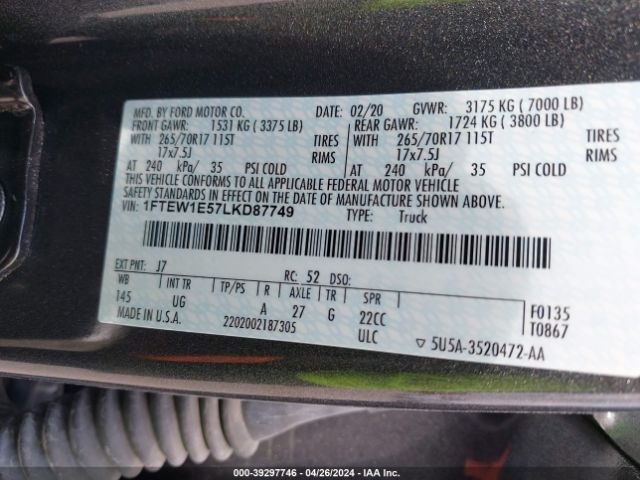 MFD. BY FORD MOTOR CO. DATE: 02/20 GVWR: 3175 KG ( 7000 LB)
FRONT GAWR: 1531 KG ( 3375 LB) REAR GAWR: 1724 KG ( 3800 LB)
WITH 265/70R17 115T TIRES WITH 265/70R17 115T TIRES
17x7.5J RIMS 17x7.5J RIMS
AT 240 kPa/ 35 PSI COLD AT 240 kPa/ 35 PSI COLD
THIS VEHICLE CONFORMS TO ALL APPLICABLE FEDERAL MOTOR VEHICLE
SAFETY STANDARDS IN EFFECT ON THE DATE OF MANUFACTURE SHOWN ABOVE.
VIN: 1FTEW1E57LKD87749 TYPE: Truck
EXT PNT: J7 RC: 52 DSO:
WB INT TR TP/PS R AXLE TR SPR
145 UG A 27 G 22CC
F0135
T0867
MADE IN U.S.A. 2202002187305 ULC ▽ 5U5A-3520472-AA
000-39297746 - 04/26/2024 - IAA Inc.